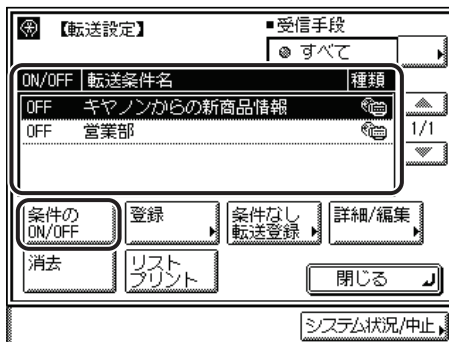 【転送設定】
■受信手段
すべて
ON/OFF 転送条件名 種類
OFF キヤノンからの新商品情報
OFF 営業部
1/1
条件の
ON/OFF
登録
条件なし
転送登録
詳細/編集
消去
リスト
プリント
閉じる
システム状況/中止